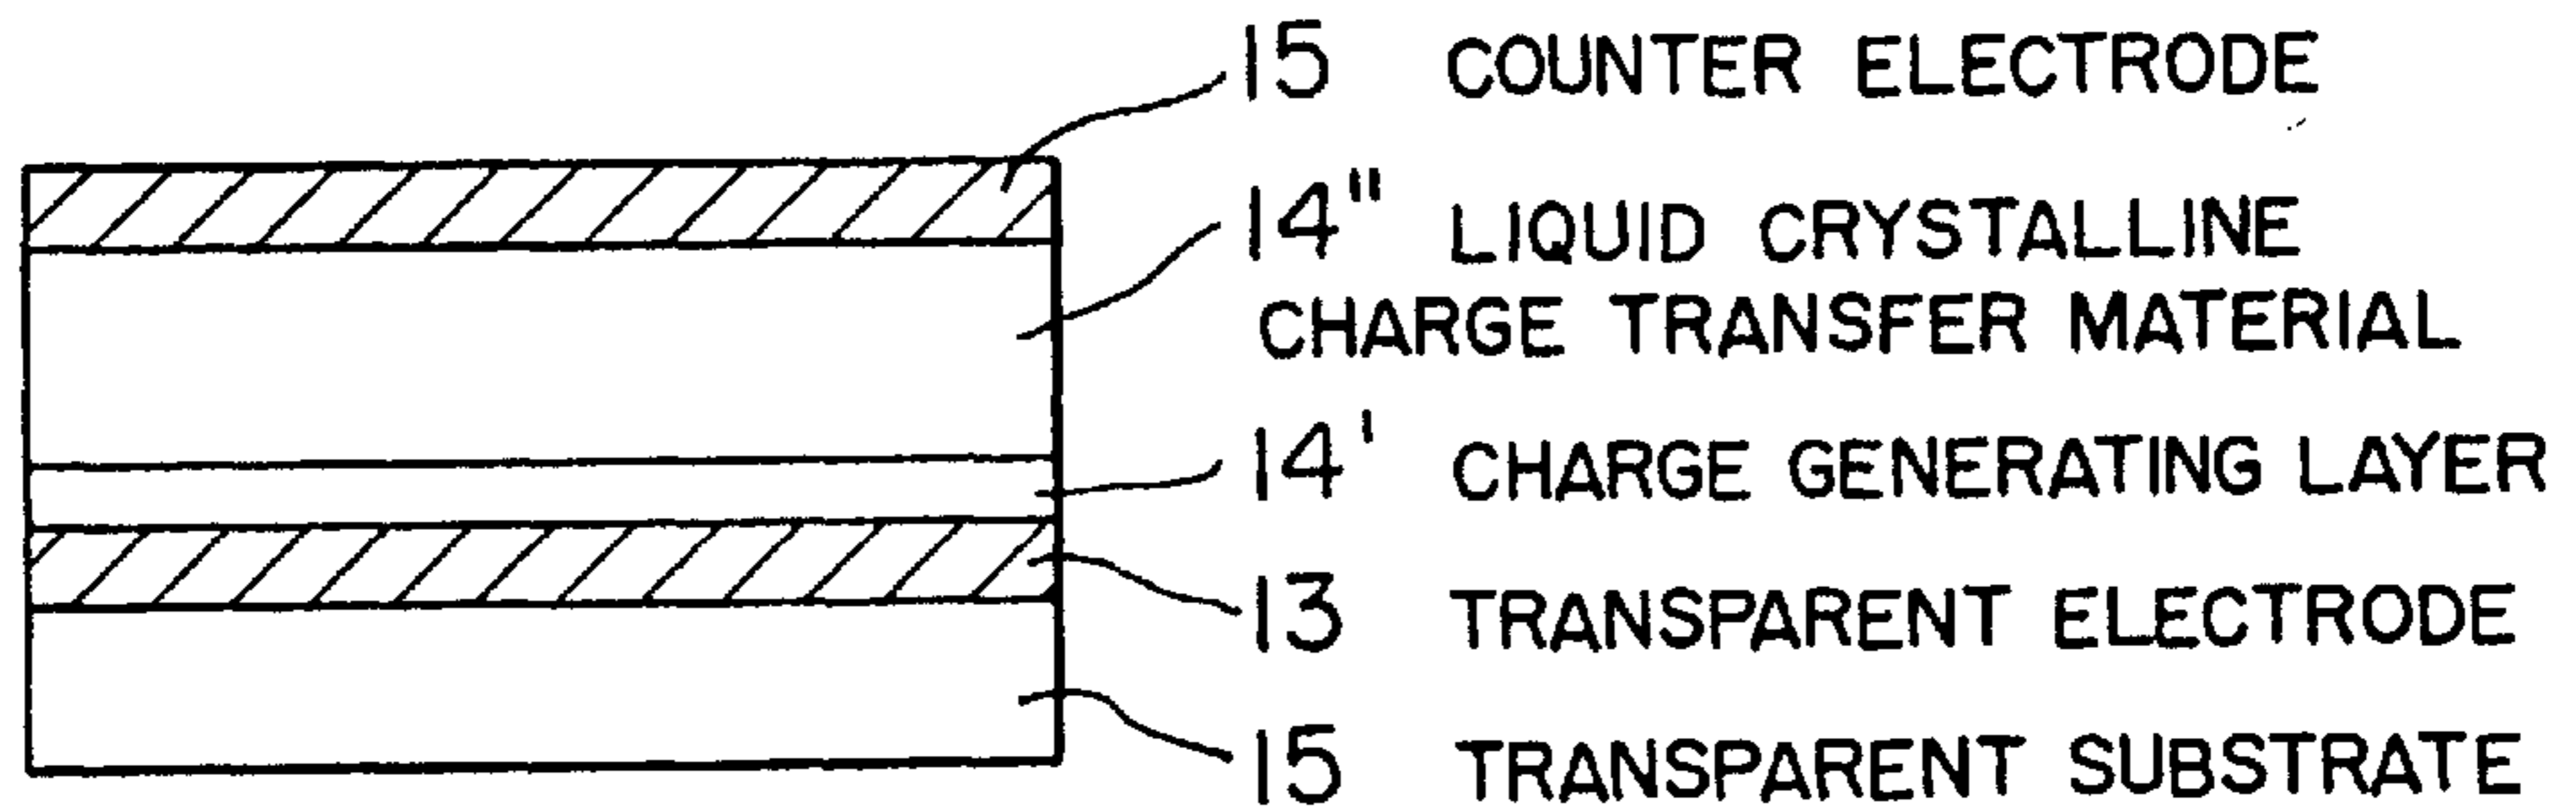 15 COUNTER ELECTRODE
14" LIQUID CRYSTALLINE
CHARGE TRANSFER MATERIAL
14' CHARGE GENERATING LAYER
13 TRANSPARENT ELECTRODE
15 TRANSPARENT SUBSTRATE